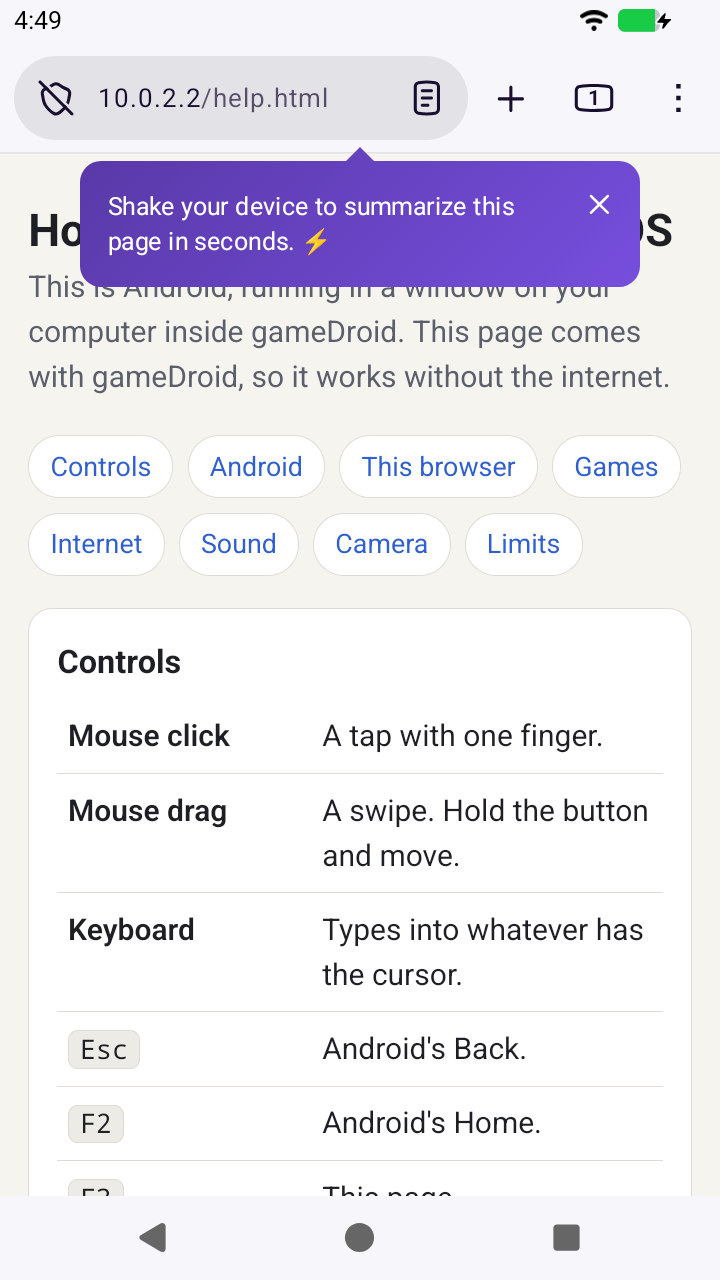 4:49
10.0.2.2/help.html
1
Shake your device to summarize this
page in seconds. ⚡
This is Android, running in a window on your
computer inside gameDroid. This page comes
with gameDroid, so it works without the internet.
Controls
Android
This browser
Games
Internet
Sound
Camera
Limits
Controls
Mouse click
A tap with one finger.
Mouse drag
A swipe. Hold the button
and move.
Keyboard
Types into whatever has
the cursor.
Esc
Android's Back.
F2
Android's Home.
F3
This page